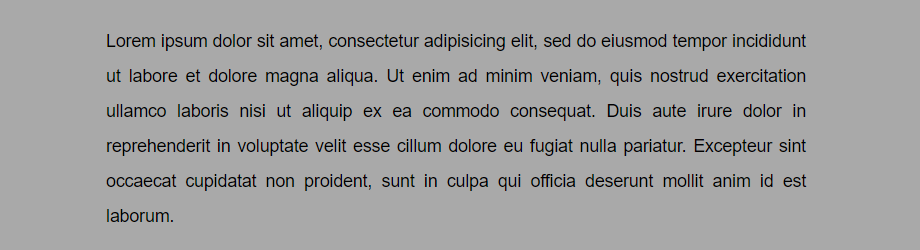 Lorem ipsum dolor sit amet, consectetur adipisicing elit, sed do eiusmod tempor incididunt
ut labore et dolore magna aliqua. Ut enim ad minim veniam, quis nostrud exercitation
ullamco laboris nisi ut aliquip ex ea commodo consequat. Duis aute irure dolor in
reprehenderit in voluptate velit esse cillum dolore eu fugiat nulla pariatur. Excepteur sint
occaecat cupidatat non proident, sunt in culpa qui officia deserunt mollit anim id est
laborum.